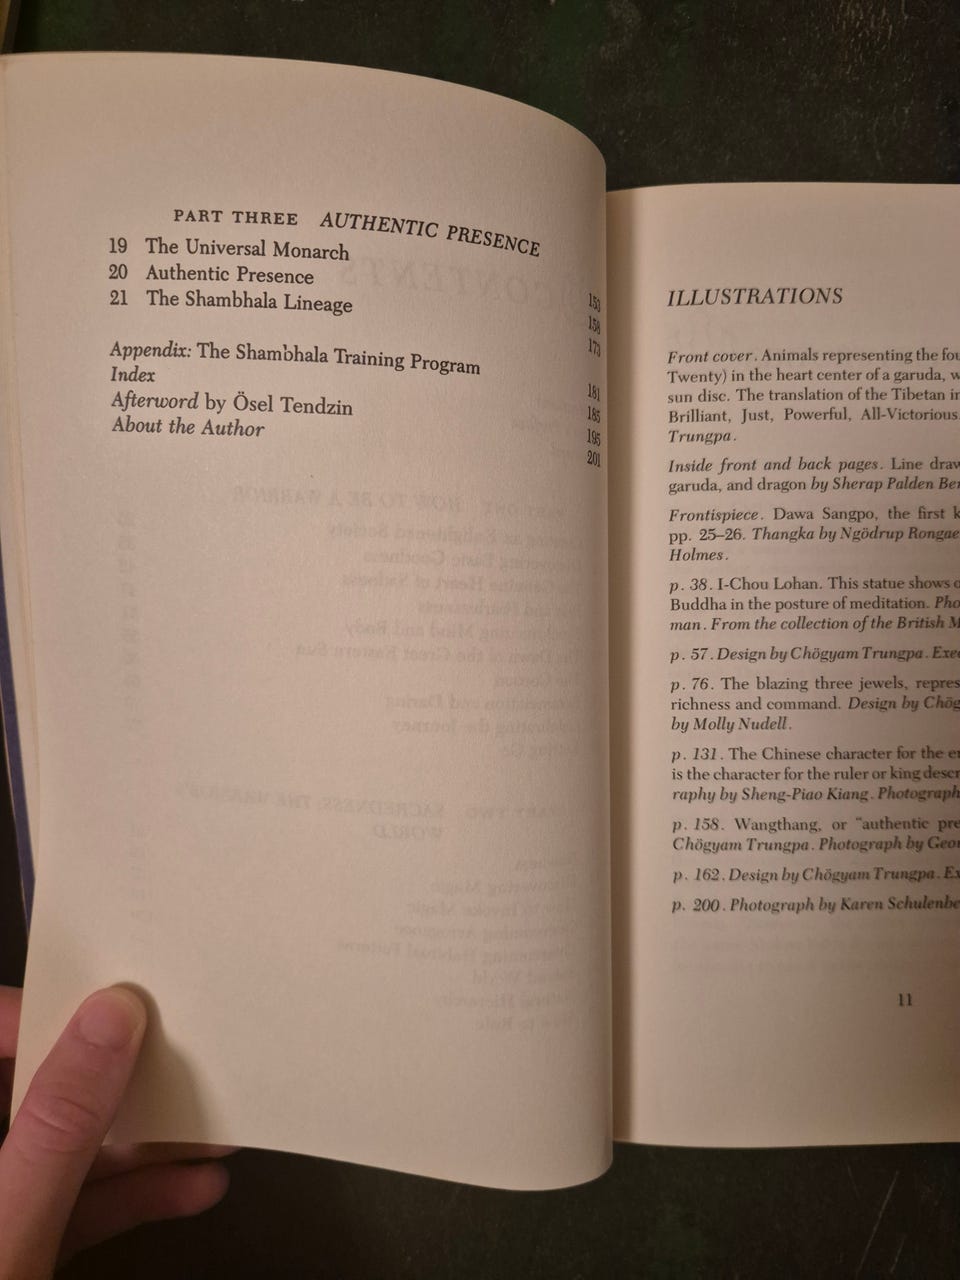 PART THREE AUTHENTIC PRESENCE
19 The Universal Monarch 153
20 Authentic Presence 158
21 The Shambhala Lineage 173
Appendix: The Shambhala Training Program 181
Index 185
Afterword by Ösel Tendzin 195
About the Author 201
ILLUSTRATIONS
Front cover. Animals representing the fou
Twenty) in the heart center of a garuda, w
sun disc. The translation of the Tibetan in
Brilliant, Just, Powerful, All-Victorious
Trungpa.
Inside front and back pages. Line draw
garuda, and dragon by Sherap Palden Ber
Frontispiece. Dawa Sangpo, the first k
pp. 25–26. Thangka by Ngödrup Rongae
Holmes.
p. 38. I-Chou Lohan. This statue shows
Buddha in the posture of meditation. Pho
man. From the collection of the British M
p. 57. Design by Chögyam Trungpa. Exe
p. 76. The blazing three jewels, repres
richness and command. Design by Chög
by Molly Nudell.
p. 131. The Chinese character for the
is the character for the ruler or king descr
raphy by Sheng-Piao Kiang. Photograph
p. 158. Wangthang, or "authentic pre
Chögyam Trungpa. Photograph by Geo
p. 162. Design by Chögyam Trungpa. Ex
p. 200. Photograph by Karen Schulenbe
11